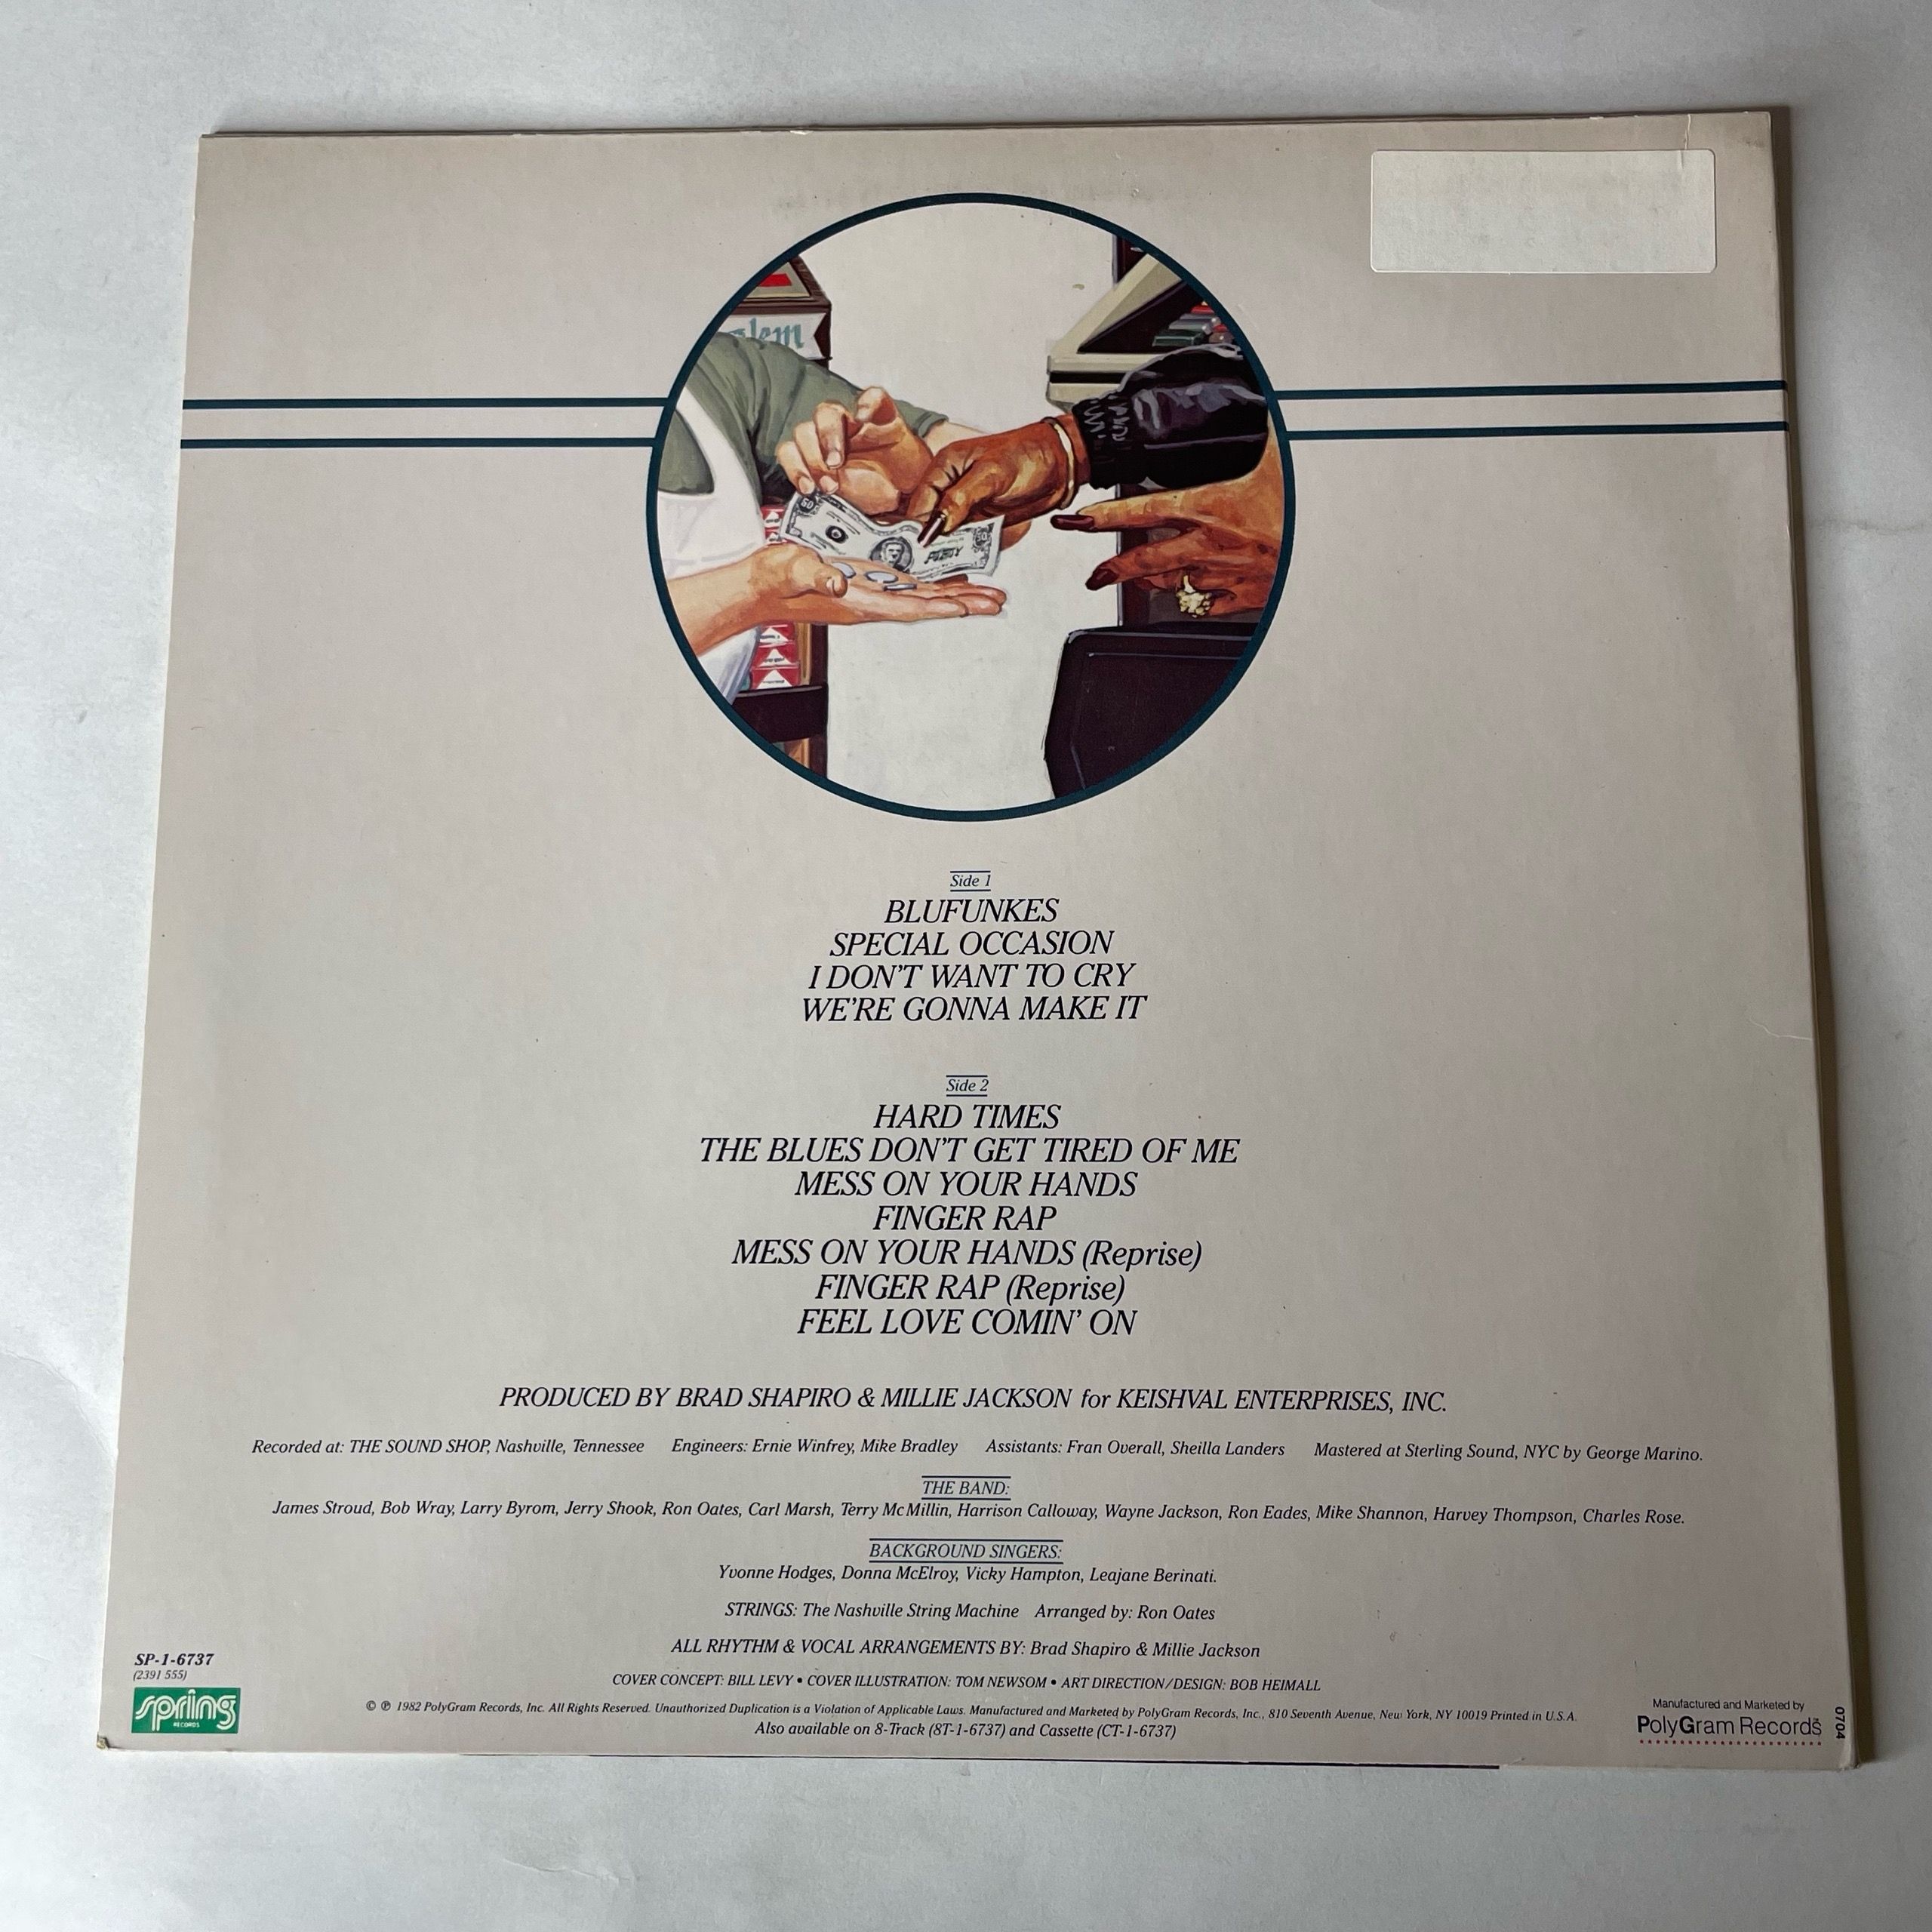 alem
50
50
Side 1
BLUFUNKES
SPECIAL OCCASION
I DON'T WANT TO CRY
WE'RE GONNA MAKE IT
Side 2
HARD TIMES
THE BLUES DON'T GET TIRED OF ME
MESS ON YOUR HANDS
FINGER RAP
MESS ON YOUR HANDS (Reprise)
FINGER RAP (Reprise)
FEEL LOVE COMIN' ON
PRODUCED BY BRAD SHAPIRO & MILLIE JACKSON for KEISHVAL ENTERPRISES, INC.
Recorded at: THE SOUND SHOP, Nashville, Tennessee Engineers: Ernie Winfrey, Mike Bradley Assistants: Fran Overall, Sheilla Landers Mastered at Sterling Sound, NYC by George Marino.
THE BAND:
James Stroud, Bob Wray, Larry Byrom, Jerry Shook, Ron Oates, Carl Marsh, Terry McMillin, Harrison Calloway, Wayne Jackson, Ron Eades, Mike Shannon, Harvey Thompson, Charles Rose.
BACKGROUND SINGERS:
Yvonne Hodges, Donna McElroy, Vicky Hampton, Leajane Berinati.
STRINGS: The Nashville String Machine Arranged by: Ron Oates
ALL RHYTHM & VOCAL ARRANGEMENTS BY: Brad Shapiro & Millie Jackson
COVER CONCEPT: BILL LEVY • COVER ILLUSTRATION: TOM NEWSOM • ART DIRECTION/DESIGN: BOB HEIMALL
© ℗ 1982 PolyGram Records, Inc. All Rights Reserved. Unauthorized Duplication is a Violation of Applicable Laws. Manufactured and Marketed by PolyGram Records, Inc., 810 Seventh Avenue, New York, NY 10019 Printed in U.S.A.
Also available on 8-Track (8T-1-6737) and Cassette (CT-1-6737)
SP-1-6737
(2391 555)
spring
RECORDS
Manufactured and Marketed by
PolyGram Records
0704